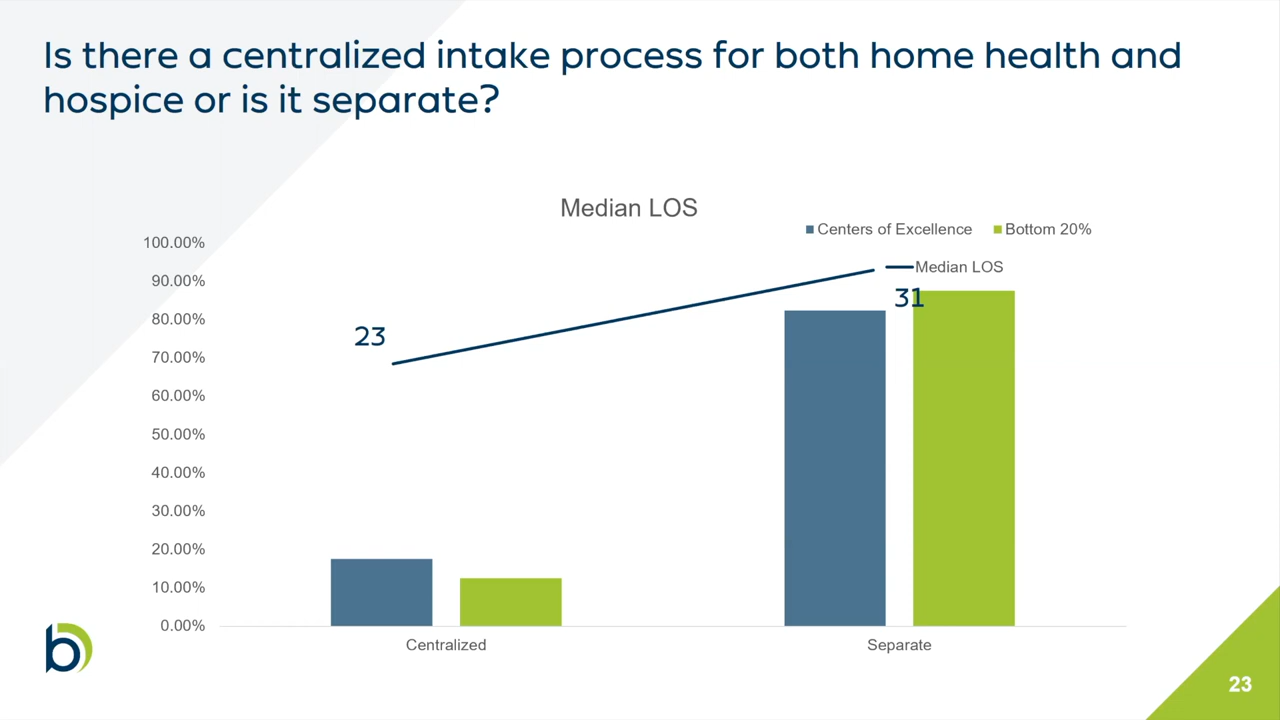 Is there a centralized intake process for both home health and
hospice or is it separate?
Median LOS
Centers of Excellence
Bottom 20%
Median LOS
100.00%
90.00%
80.00%
70.00%
60.00%
50.00%
40.00%
30.00%
20.00%
10.00%
0.00%
23
31
Centralized
Separate
b
23